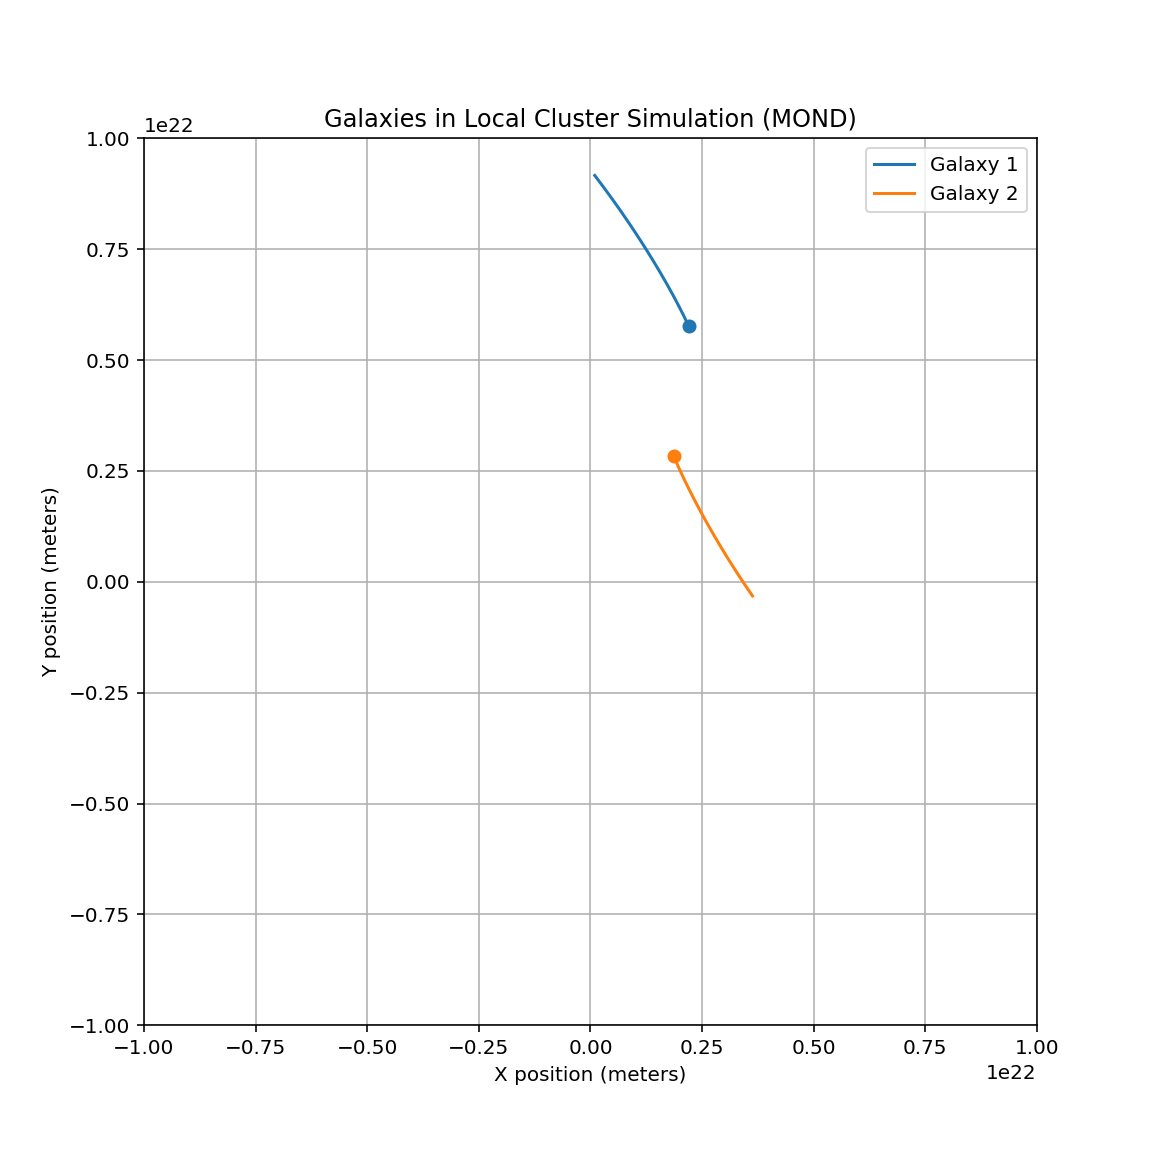 Galaxies in Local Cluster Simulation (MOND)
1e22
Galaxy 1
Galaxy 2
1.00
0.75
0.50
0.25
0.00
−0.25
−0.50
−0.75
−1.00
Y position (meters)
−1.00 −0.75 −0.50 −0.25 0.00 0.25 0.50 0.75 1.00
X position (meters)
1e22